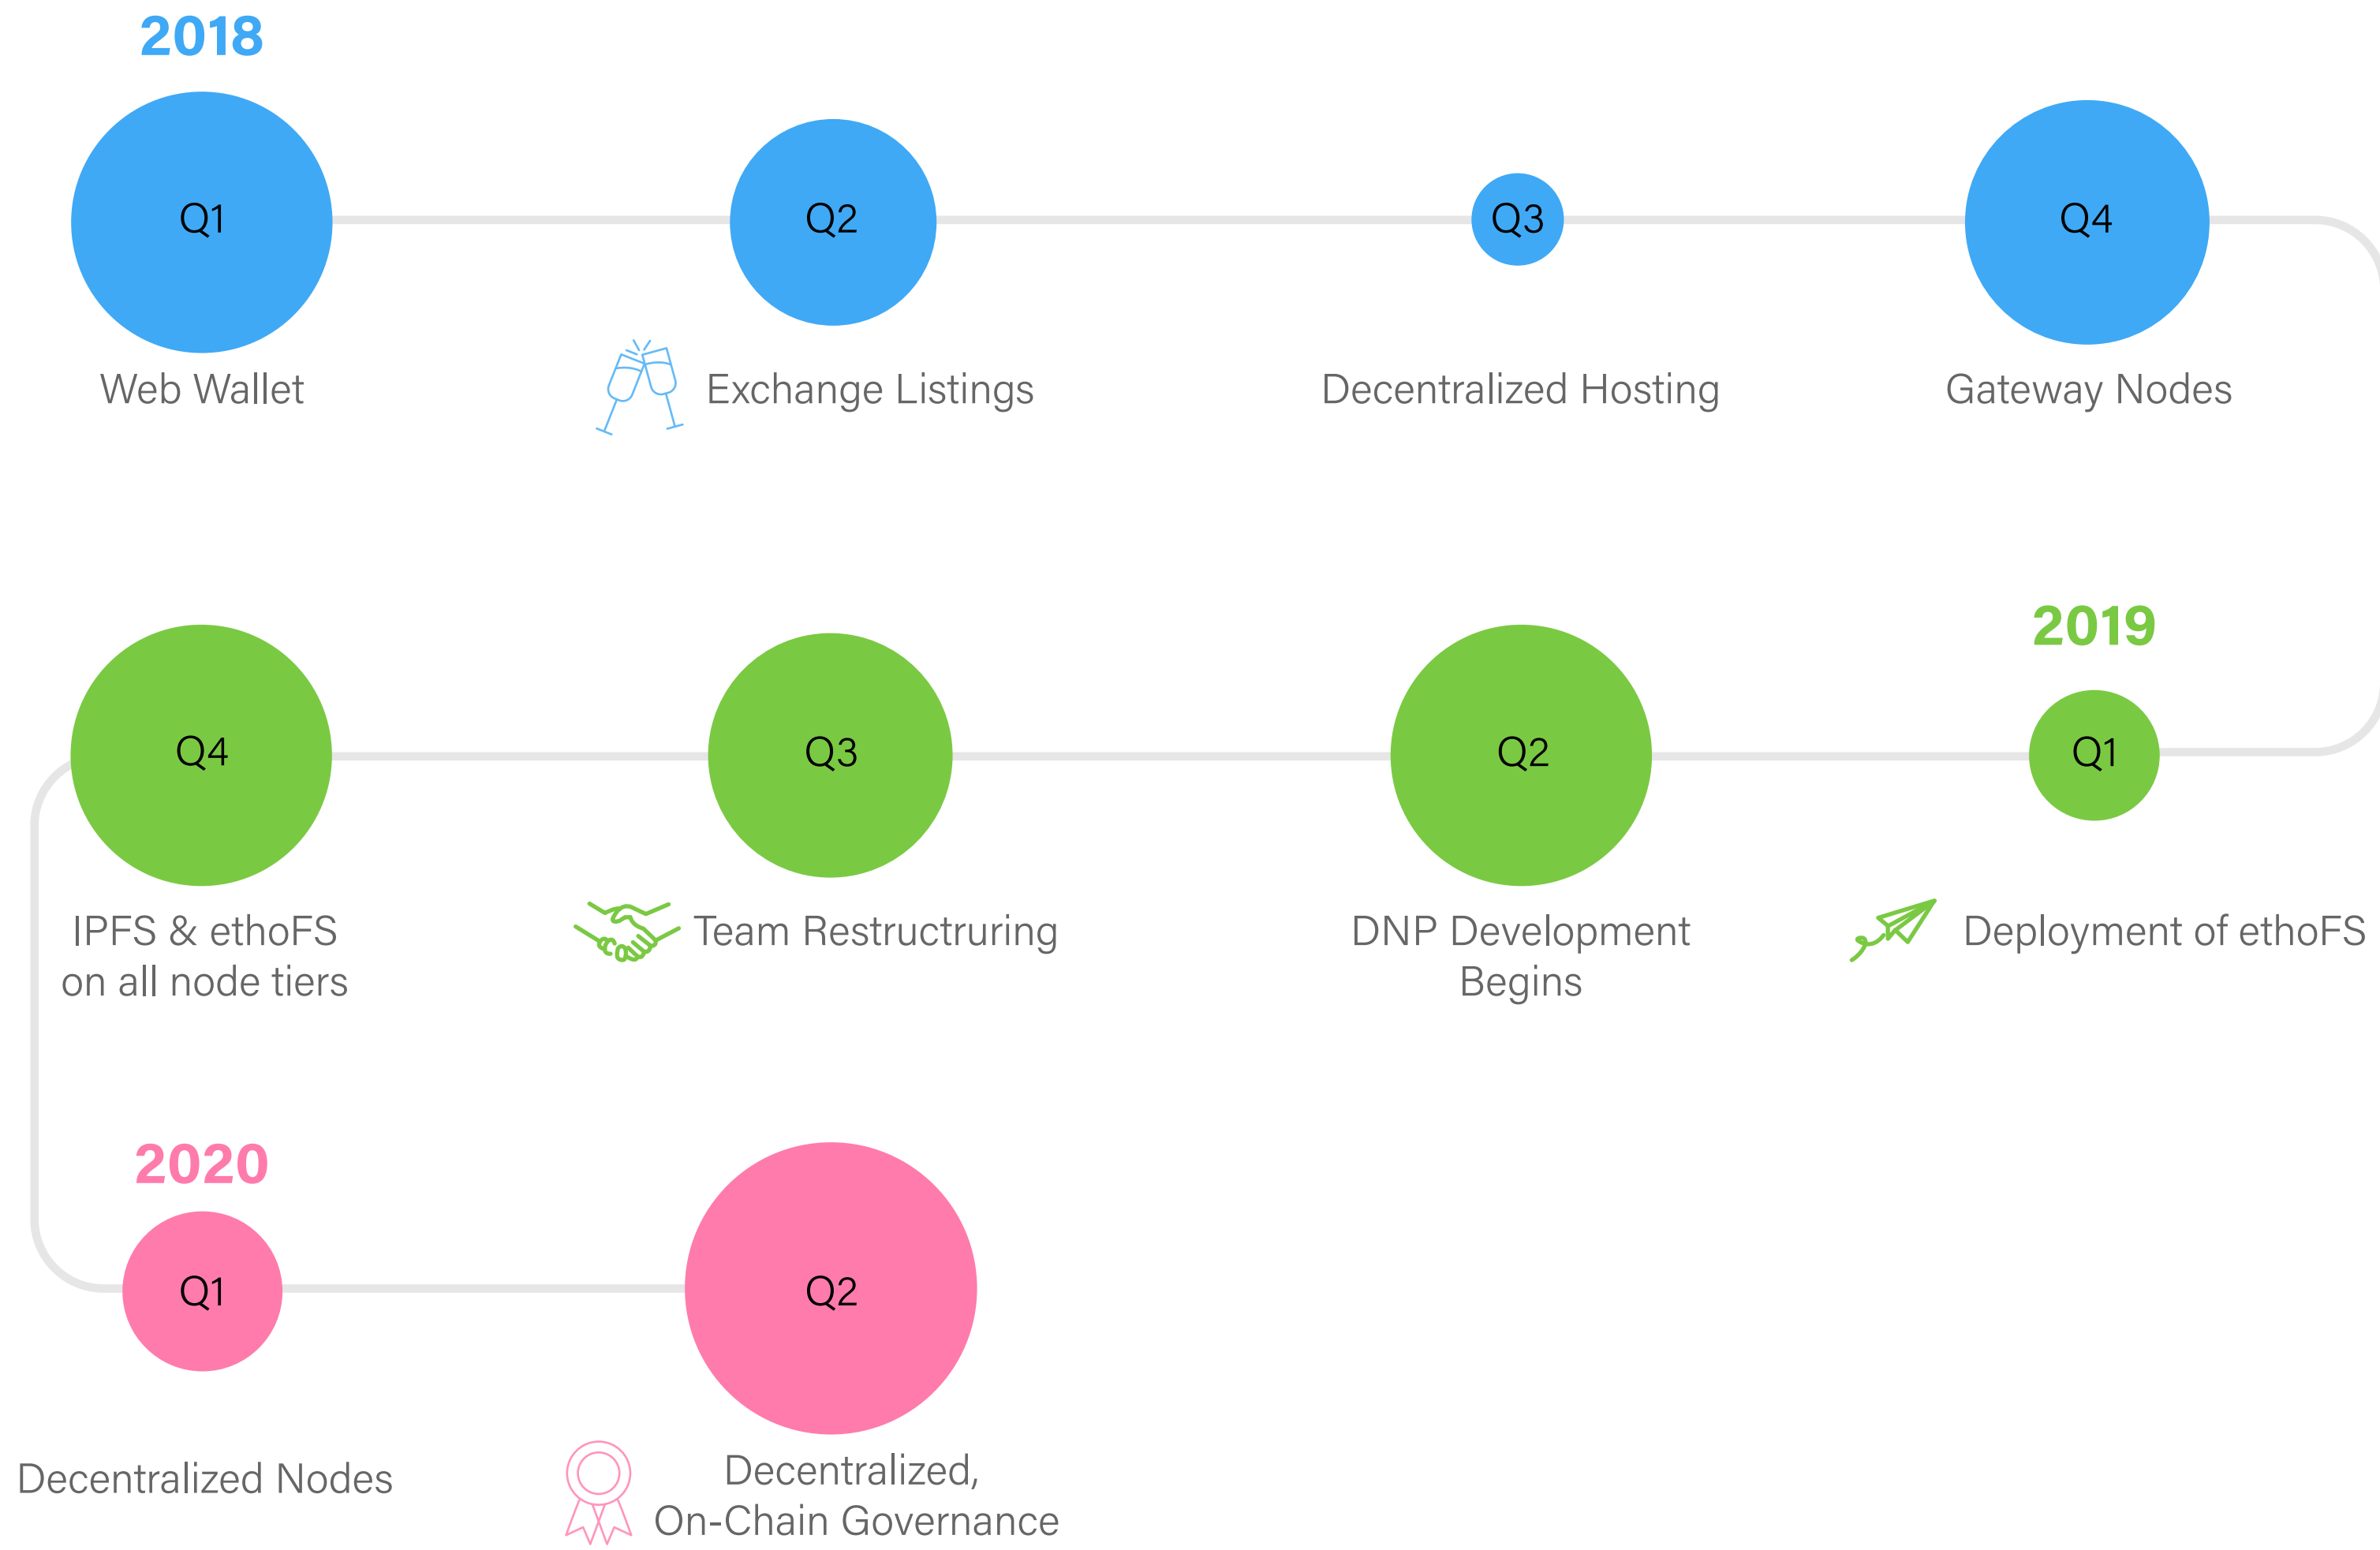 2018
Q1
Q2
Q3
Q4
Web Wallet
Exchange Listings
Decentralized Hosting
Gateway Nodes
2019
Q4
Q3
Q2
Q1
IPFS & ethoFS
on all node tiers
Team Restructruring
DNP Development
Begins
Deployment of ethoFS
2020
Q1
Q2
Decentralized Nodes
Decentralized,
On-Chain Governance